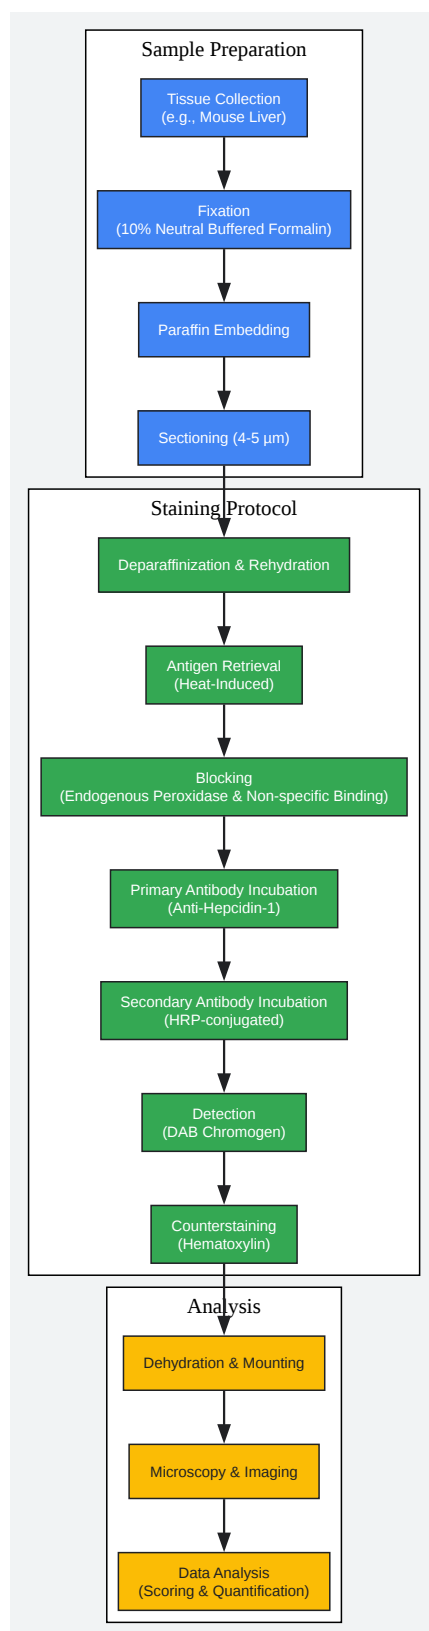 Sample Preparation
Tissue Collection
(e.g., Mouse Liver)
Fixation
(10% Neutral Buffered Formalin)
Paraffin Embedding
Sectioning (4-5 µm)
Staining Protocol
Deparaffinization & Rehydration
Antigen Retrieval
(Heat-Induced)
Blocking
(Endogenous Peroxidase & Non-specific Binding)
Primary Antibody Incubation
(Anti-Hepcidin-1)
Secondary Antibody Incubation
(HRP-conjugated)
Detection
(DAB Chromogen)
Counterstaining
(Hematoxylin)
Analysis
Dehydration & Mounting
Microscopy & Imaging
Data Analysis
(Scoring & Quantification)